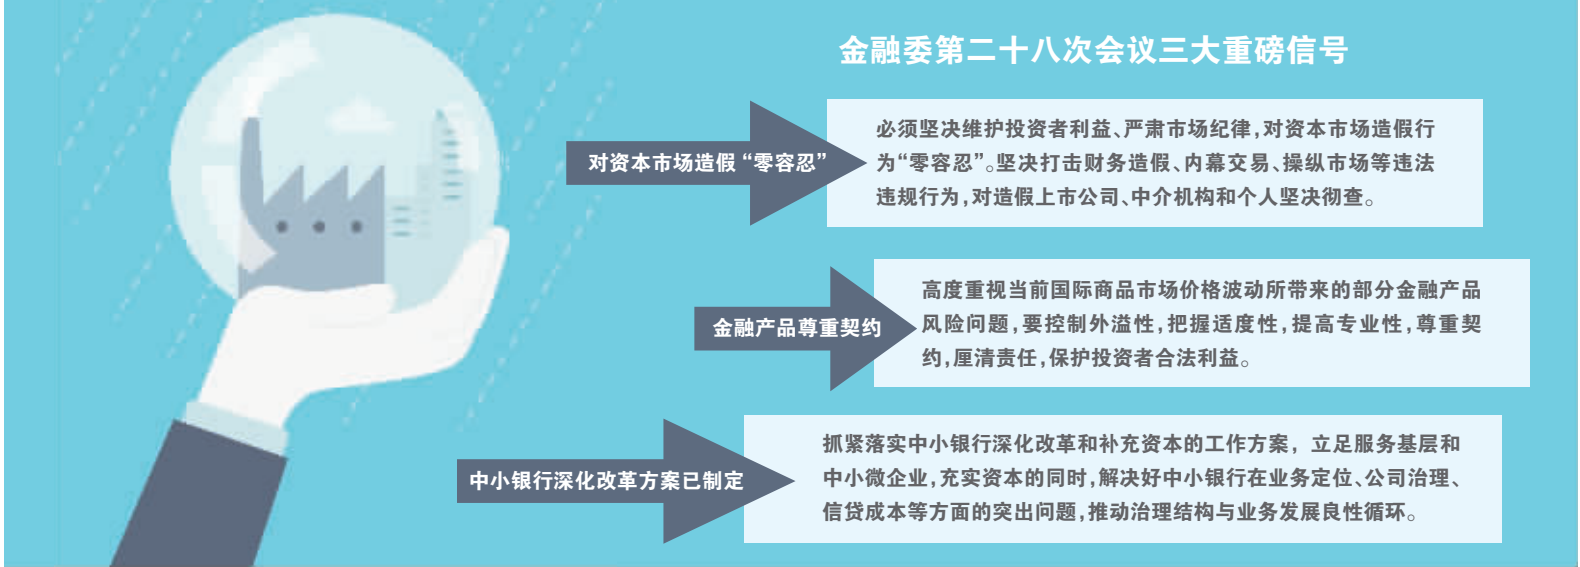 金融委第二十八次会议三大重磅信号
对资本市场造假“零容忍”
必须坚决维护投资者利益、严肃市场纪律,对资本市场造假行
为“零容忍”。坚决打击财务造假、内幕交易、操纵市场等违法
违规行为,对造假上市公司、中介机构和个人坚决彻查。
金融产品尊重契约
高度重视当前国际商品市场价格波动所带来的部分金融产品
风险问题,要控制外溢性,把握适度性,提高专业性,尊重契
约,厘清责任,保护投资者合法利益。
中小银行深化改革方案已制定
抓紧落实中小银行深化改革和补充资本的工作方案，立足服务基层和
中小微企业,充实资本的同时,解决好中小银行在业务定位、公司治理、
信贷成本等方面的突出问题,推动治理结构与业务发展良性循环。